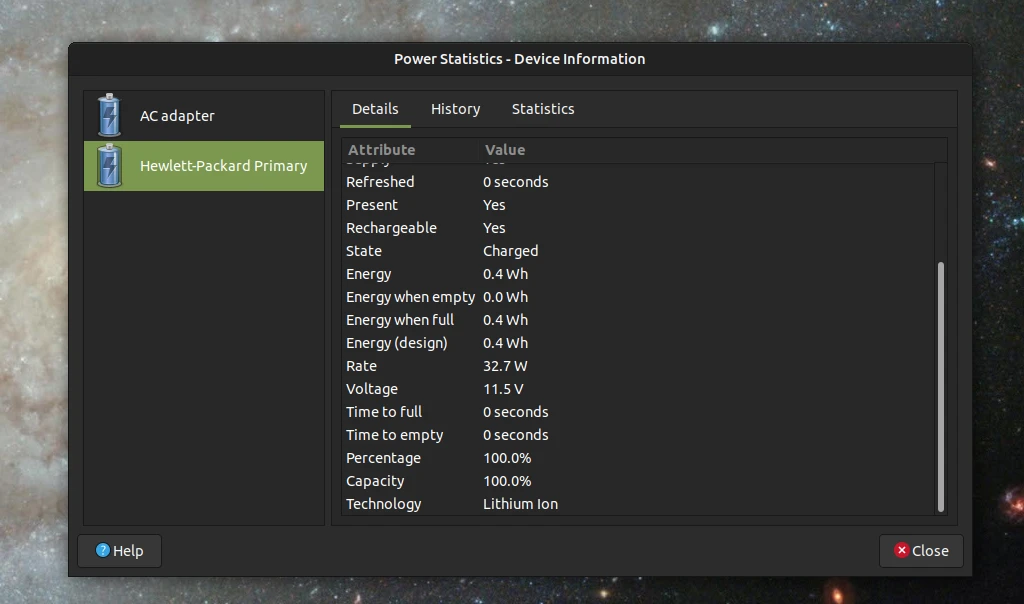 Power Statistics - Device Information
AC adapter
Hewlett-Packard Primary
Details History Statistics
Attribute Value
Refreshed 0 seconds
Present Yes
Rechargeable Yes
State Charged
Energy 0.4 Wh
Energy when empty 0.0 Wh
Energy when full 0.4 Wh
Energy (design) 0.4 Wh
Rate 32.7 W
Voltage 11.5 V
Time to full 0 seconds
Time to empty 0 seconds
Percentage 100.0%
Capacity 100.0%
Technology Lithium Ion
Help
Close